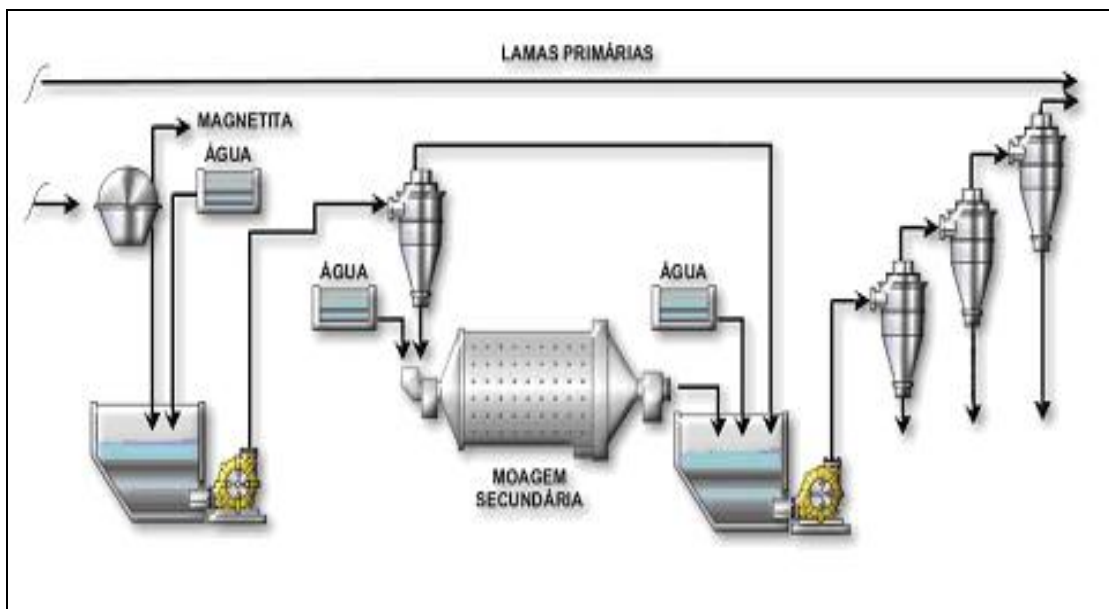 LAMAS PRIMÁRIAS
MAGNETITA
ÁGUA
ÁGUA
ÁGUA
MOAGEM
SECUNDÁRIA